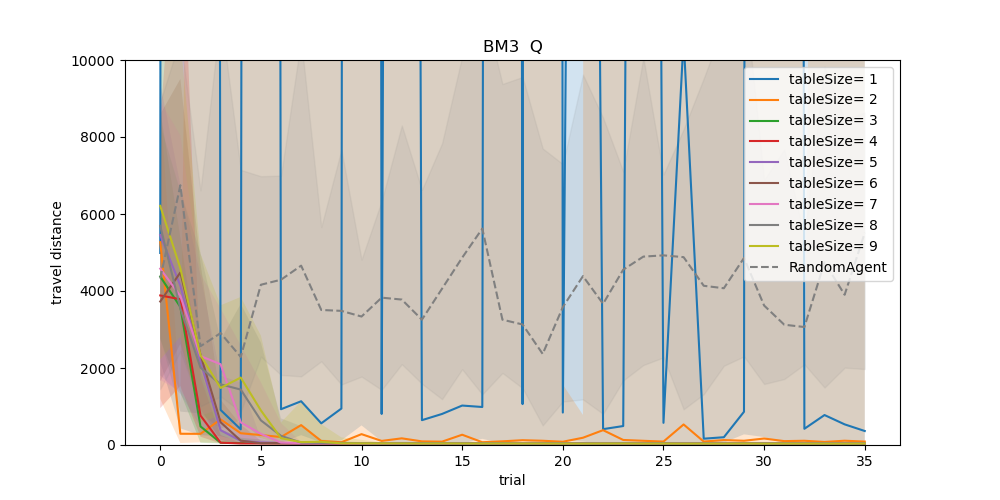 BM3 Q
10000
8000
6000
4000
2000
0
travel distance
0 5 10 15 20 25 30 35
trial
tableSize= 1
tableSize= 2
tableSize= 3
tableSize= 4
tableSize= 5
tableSize= 6
tableSize= 7
tableSize= 8
tableSize= 9
RandomAgent